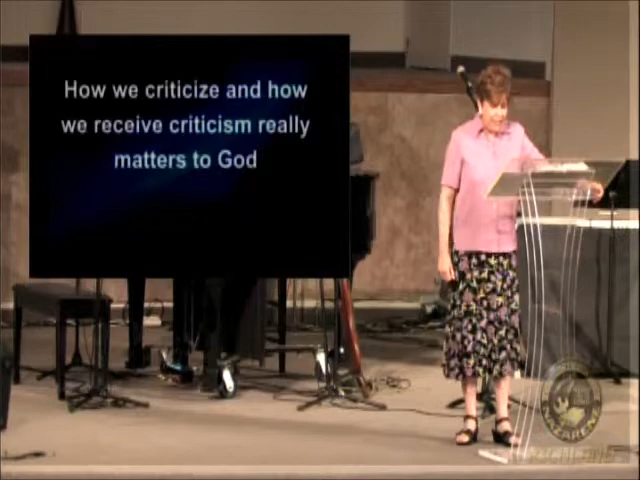 How we criticize and how
we receive criticism really
matters to God